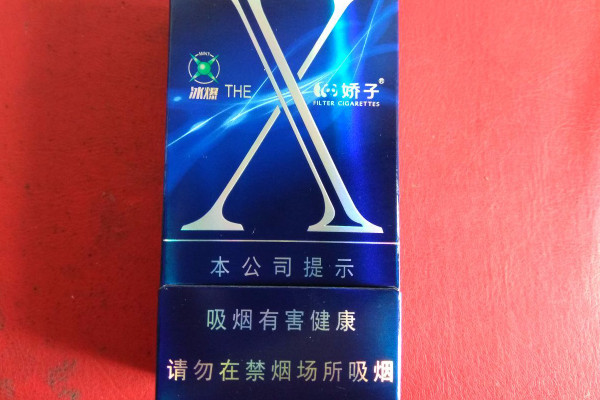 MINT
冰爆 THE X 娇子®
FILTER CIGARETTES
本公司提示
吸烟有害健康
请勿在禁烟场所吸烟